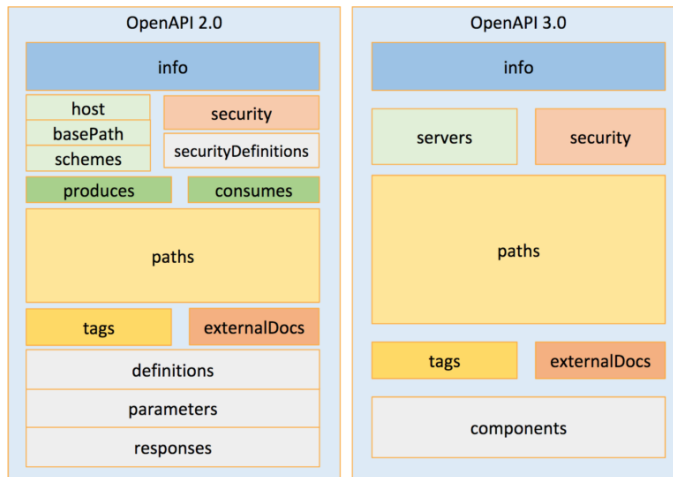 OpenAPI 2.0
info
host
basePath
schemes
security
securityDefinitions
produces
consumes
paths
tags
externalDocs
definitions
parameters
responses
OpenAPI 3.0
info
servers
security
paths
tags
externalDocs
components